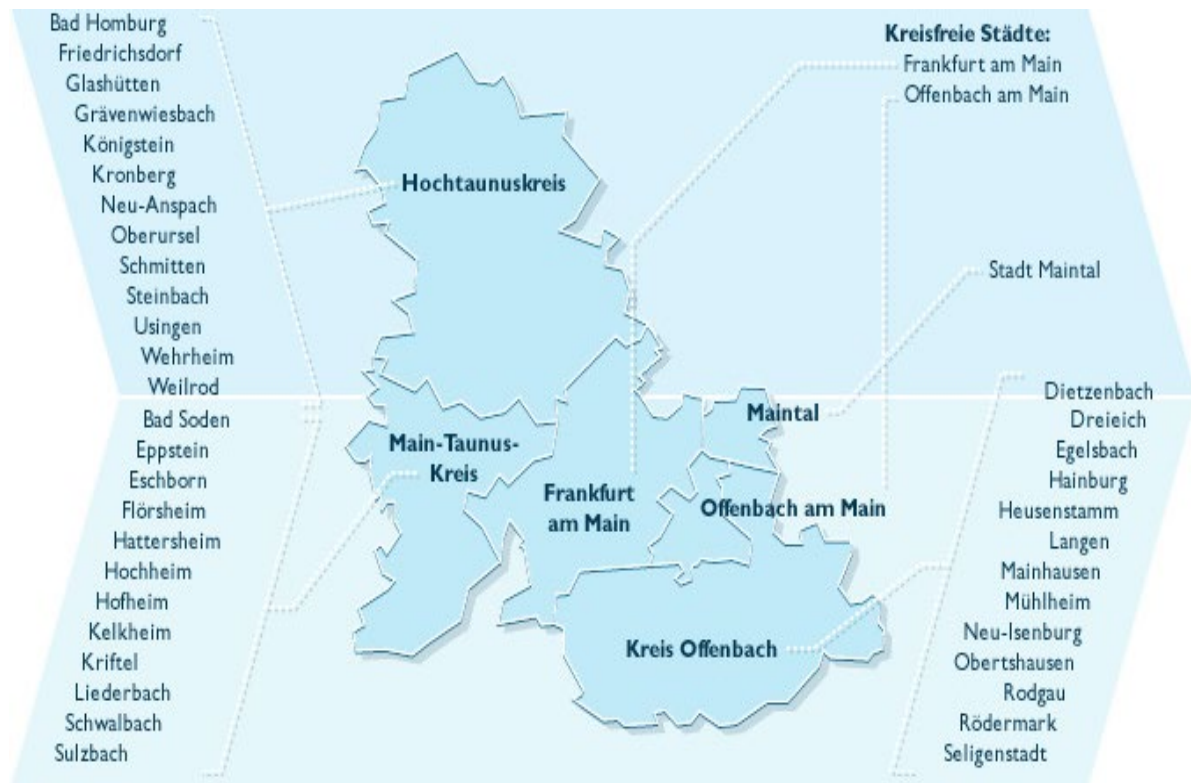 Bad Homburg
Friedrichsdorf
Glashütten
Grävenwiesbach
Königstein
Kronberg
Neu-Anspach
Oberursel
Schmitten
Steinbach
Usingen
Wehrheim
Weilrod
Bad Soden
Eppstein
Eschborn
Flörsheim
Hattersheim
Hochheim
Hofheim
Kelkheim
Kriftel
Liederbach
Schwalbach
Sulzbach
Hochtaunuskreis
Main-Taunus-
Kreis
Frankfurt
am Main
Maintal
Offenbach am Main
Kreis Offenbach
Kreisfreie Städte:
Frankfurt am Main
Offenbach am Main
Stadt Maintal
Dietzenbach
Dreieich
Egelsbach
Hainburg
Heusenstamm
Langen
Mainhausen
Mühlheim
Neu-Isenburg
Obertshausen
Rodgau
Rödermark
Seligenstadt